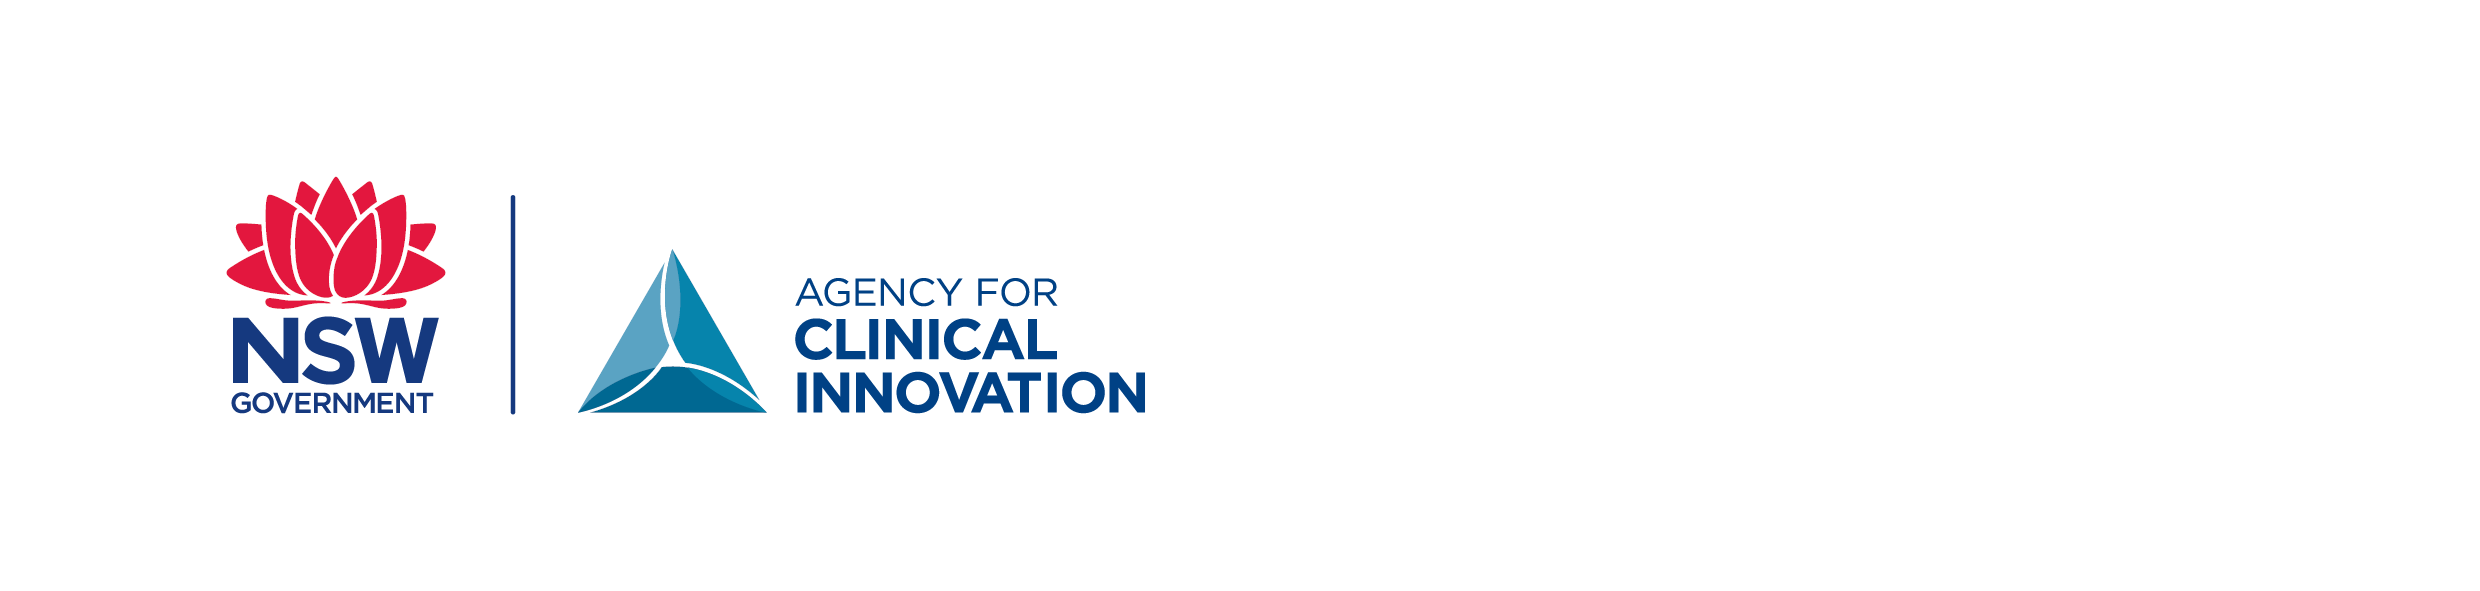 NSW
GOVERNMENT
AGENCY FOR
CLINICAL
INNOVATION